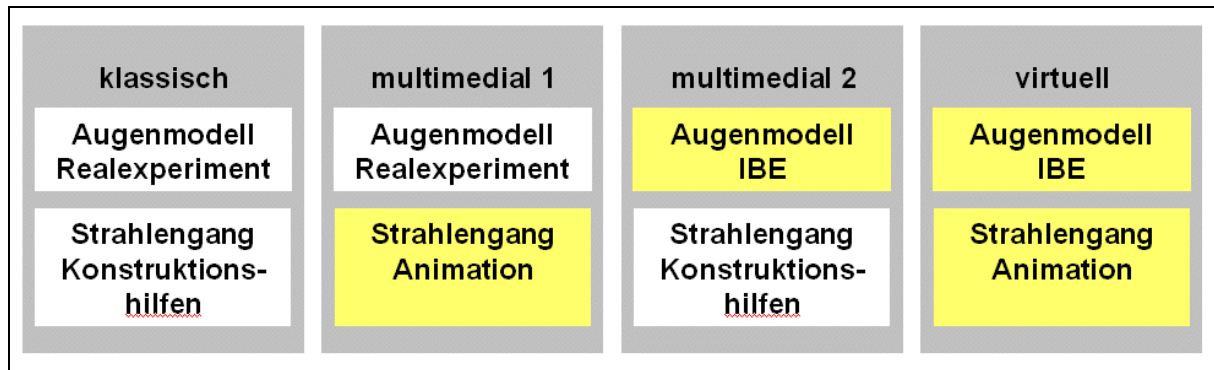 klassisch
Augenmodell
Realexperiment
Strahlengang
Konstruktions-
hilfen
multimedial 1
Augenmodell
Realexperiment
Strahlengang
Animation
multimedial 2
Augenmodell
IBE
Strahlengang
Konstruktions-
hilfen
virtuell
Augenmodell
IBE
Strahlengang
Animation